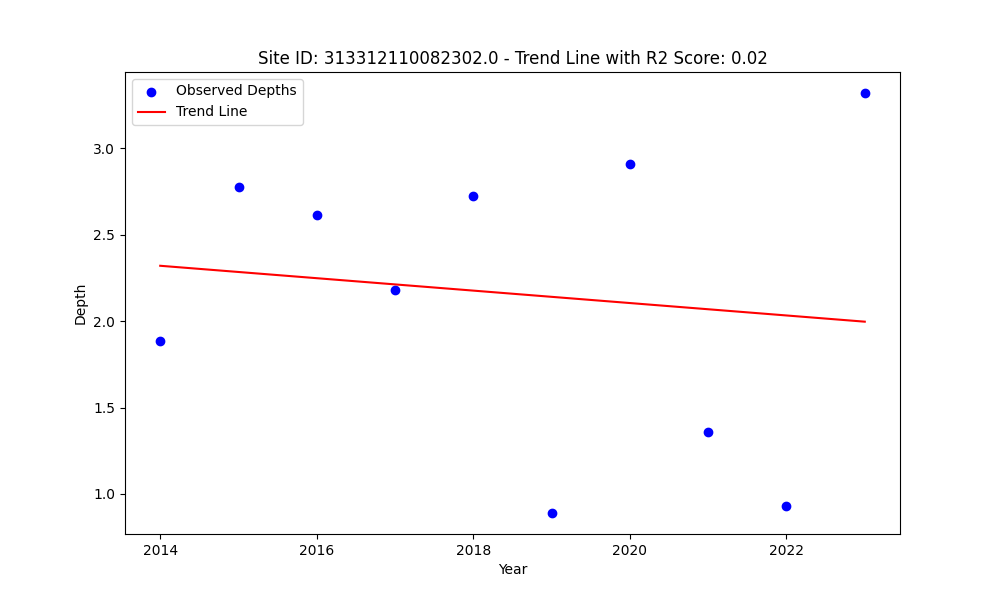 Site ID: 313312110082302.0 - Trend Line with R2 Score: 0.02
Observed Depths
Trend Line
Depth
3.0
2.5
2.0
1.5
1.0
2014
2016
2018
2020
2022
Year